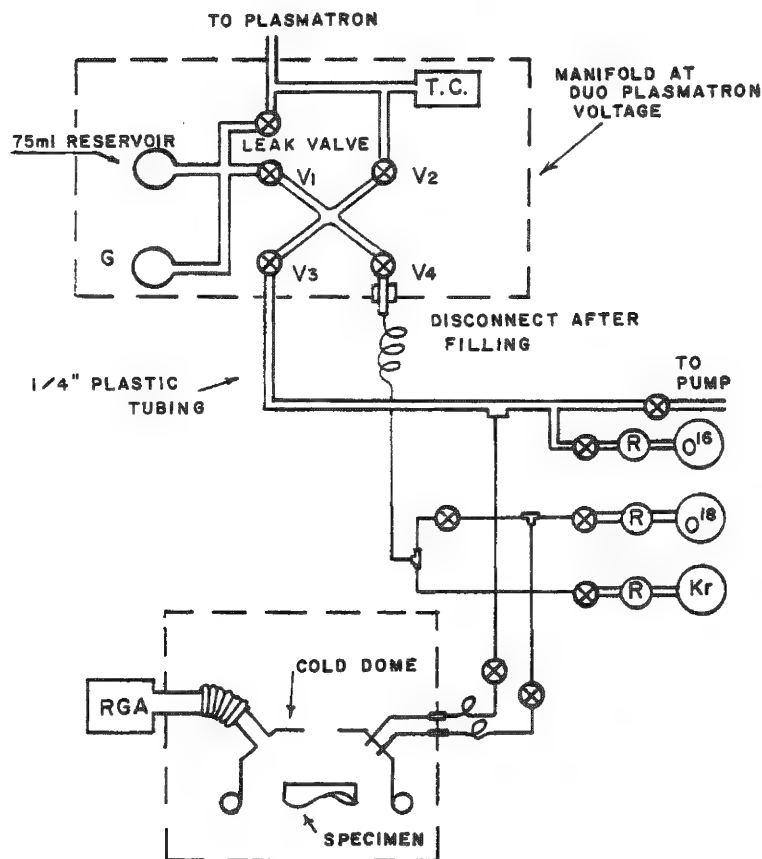 TO PLASMATRON
MANIFOLD AT
DUO PLASMATRON
VOLTAGE
T.C.
75ml RESERVOIR
LEAK VALVE
V1
V2
G
V3
V4
DISCONNECT AFTER
FILLING
1/4" PLASTIC
TUBING
TO
PUMP
R
O16
R
O18
R
Kr
COLD DOME
RGA
SPECIMEN